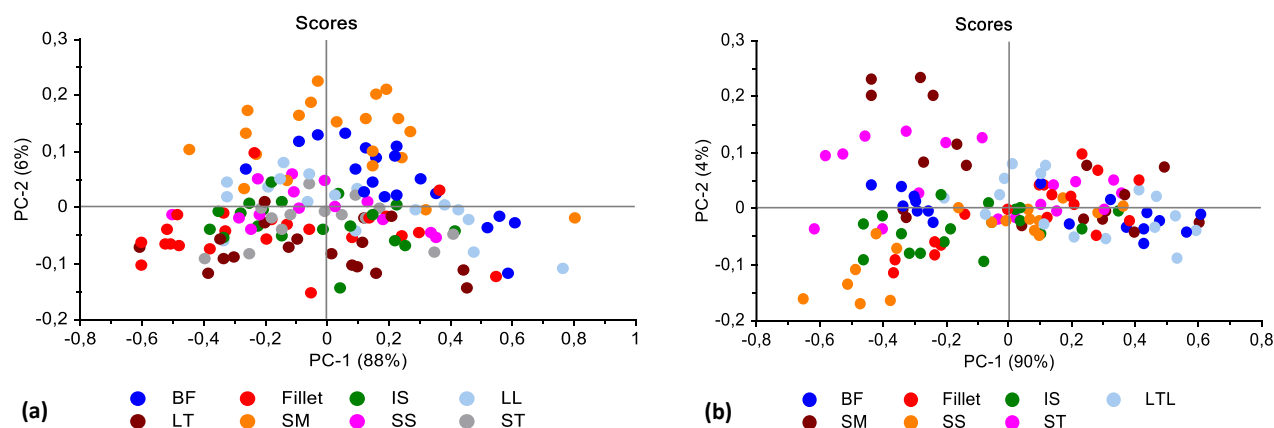 Scores
0,3
0,2
0,1
0
-0,1
-0,2
PC-2 (6%)
-0,8 -0,6 -0,4 -0,2 0 0,2 0,4 0,6 0,8 1
PC-1 (88%)
BF Fillet IS LL
LT SM SS ST
(a)
Scores
0,3
0,2
0,1
0
-0,1
-0,2
PC-2 (4%)
-0,8 -0,6 -0,4 -0,2 0,0 0,2 0,4 0,6 0,8
PC-1 (90%)
BF Fillet IS LTL
SM SS ST
(b)